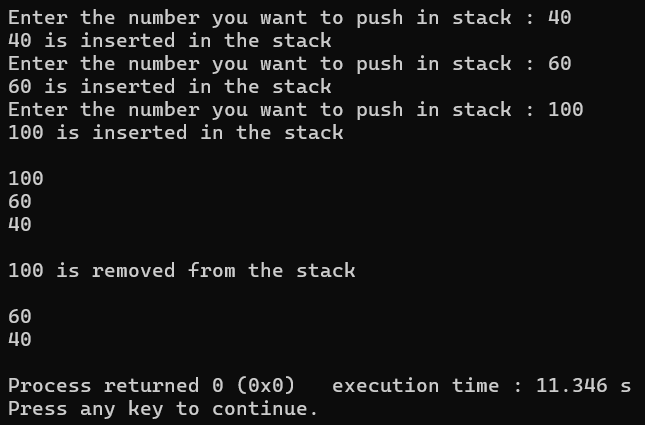 Enter the number you want to push in stack : 40
40 is inserted in the stack
Enter the number you want to push in stack : 60
60 is inserted in the stack
Enter the number you want to push in stack : 100
100 is inserted in the stack
100
60
40
100 is removed from the stack
60
40
Process returned 0 (0x0)   execution time : 11.346 s
Press any key to continue.